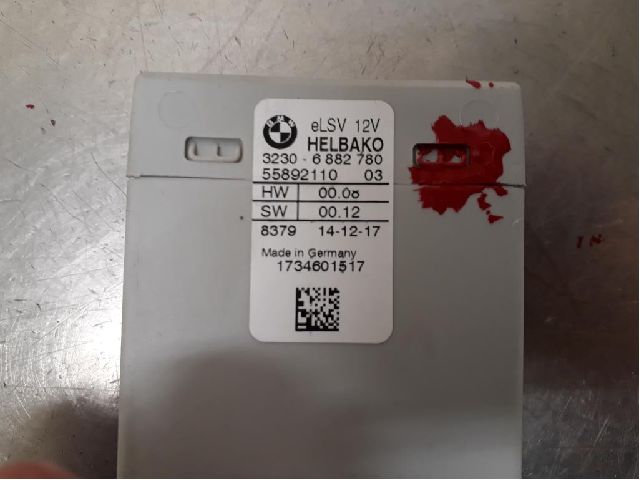 BMW
eLSV 12V
HELBAKO
3230 - 6 882 780
55892110 03
HW 00.08
SW 00.12
8379 14-12-17
Made in Germany
1734601517